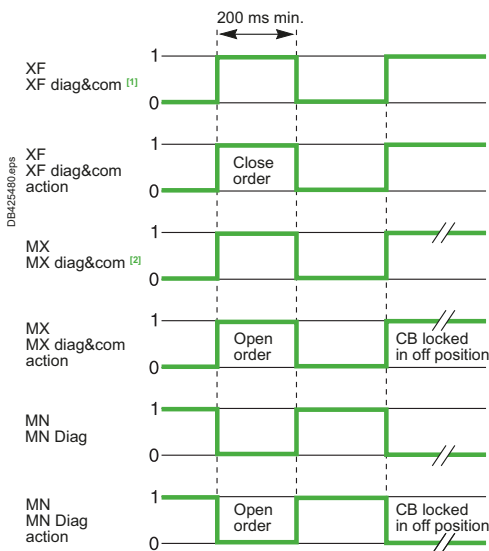 200 ms min.
XF
XF diag&com [1]
1
0
XF
XF diag&com
action
1
0
Close
order
MX
MX diag&com [2]
1
0
MX
MX diag&com
action
1
0
Open
order
CB locked
in off position
MN
MN Diag
1
0
MN
MN Diag
action
1
0
Open
order
CB locked
in off position
DB425480.eps